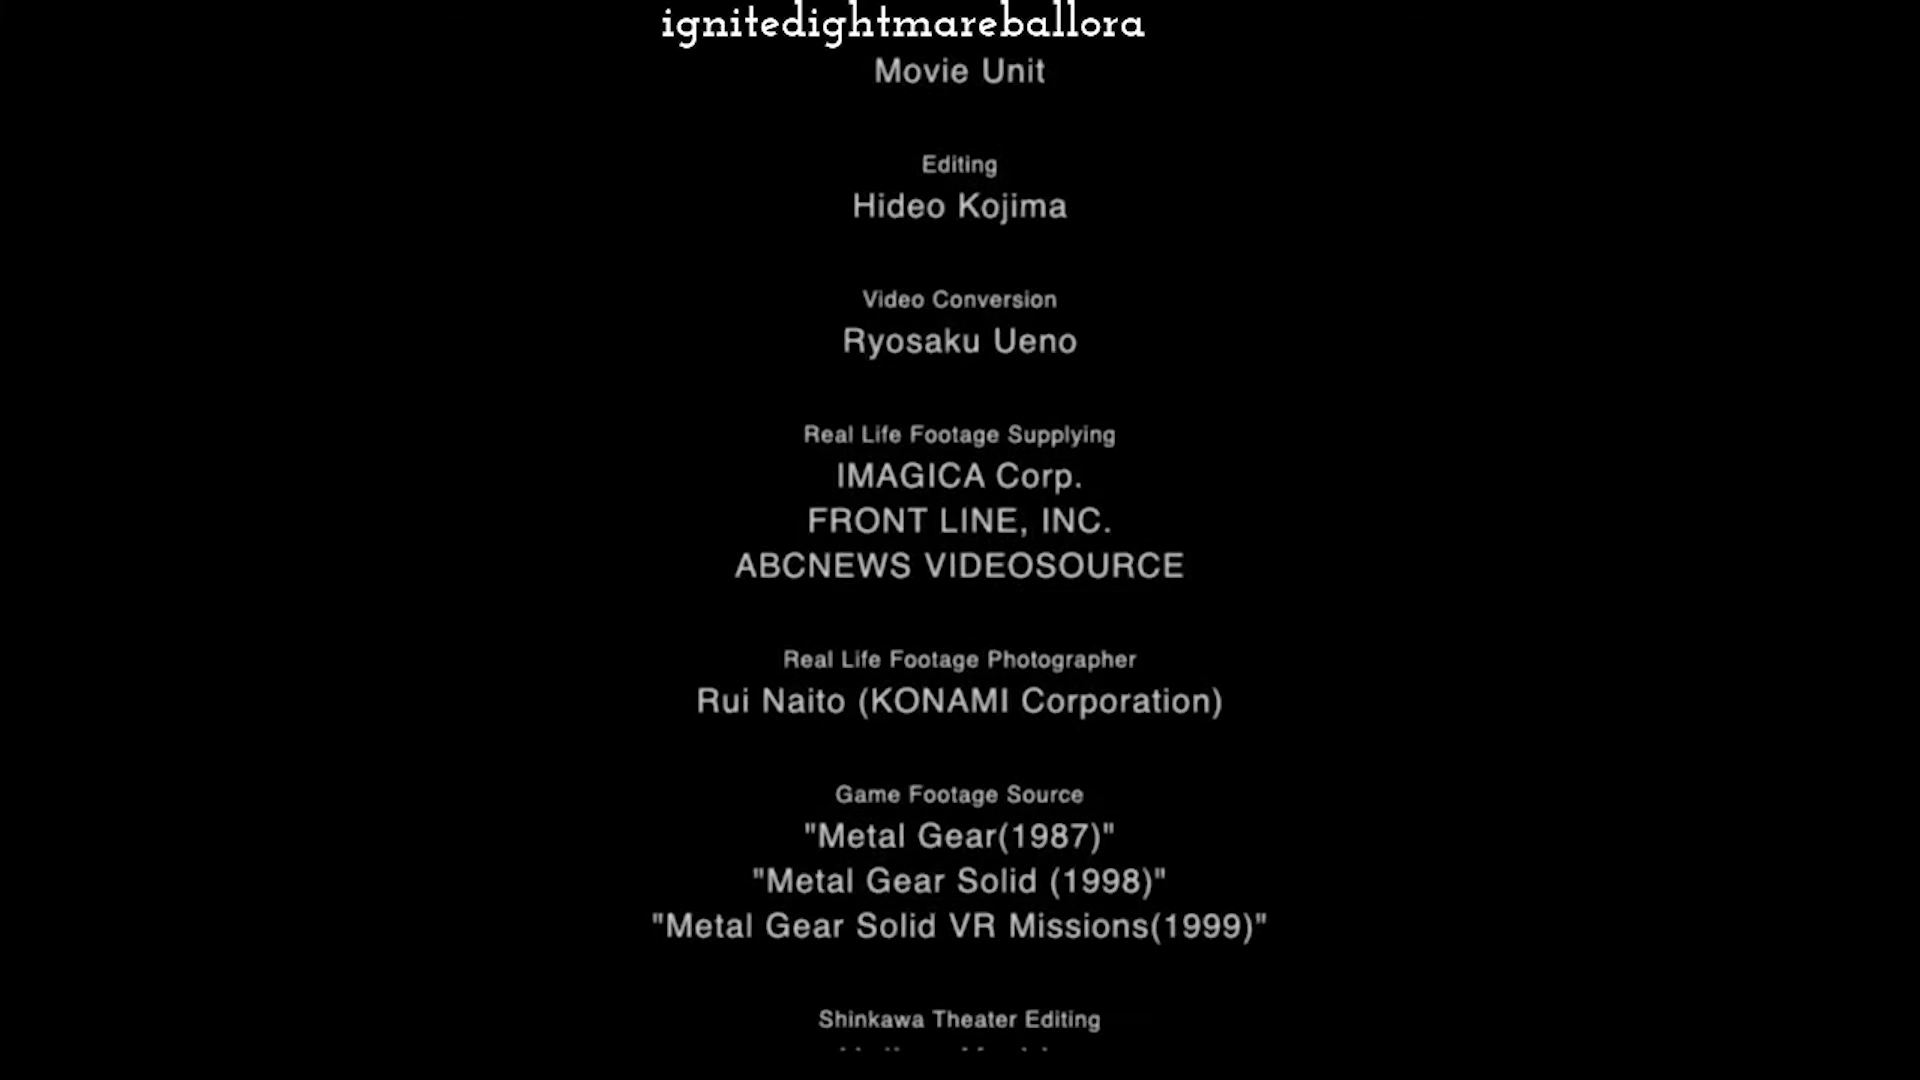 ignitedightmareballora
Movie Unit
Editing
Hideo Kojima
Video Conversion
Ryosaku Ueno
Real Life Footage Supplying
IMAGICA Corp.
FRONT LINE, INC.
ABCNEWS VIDEOSOURCE
Real Life Footage Photographer
Rui Naito (KONAMI Corporation)
Game Footage Source
"Metal Gear(1987)"
"Metal Gear Solid (1998)"
"Metal Gear Solid VR Missions(1999)"
Shinkawa Theater Editing